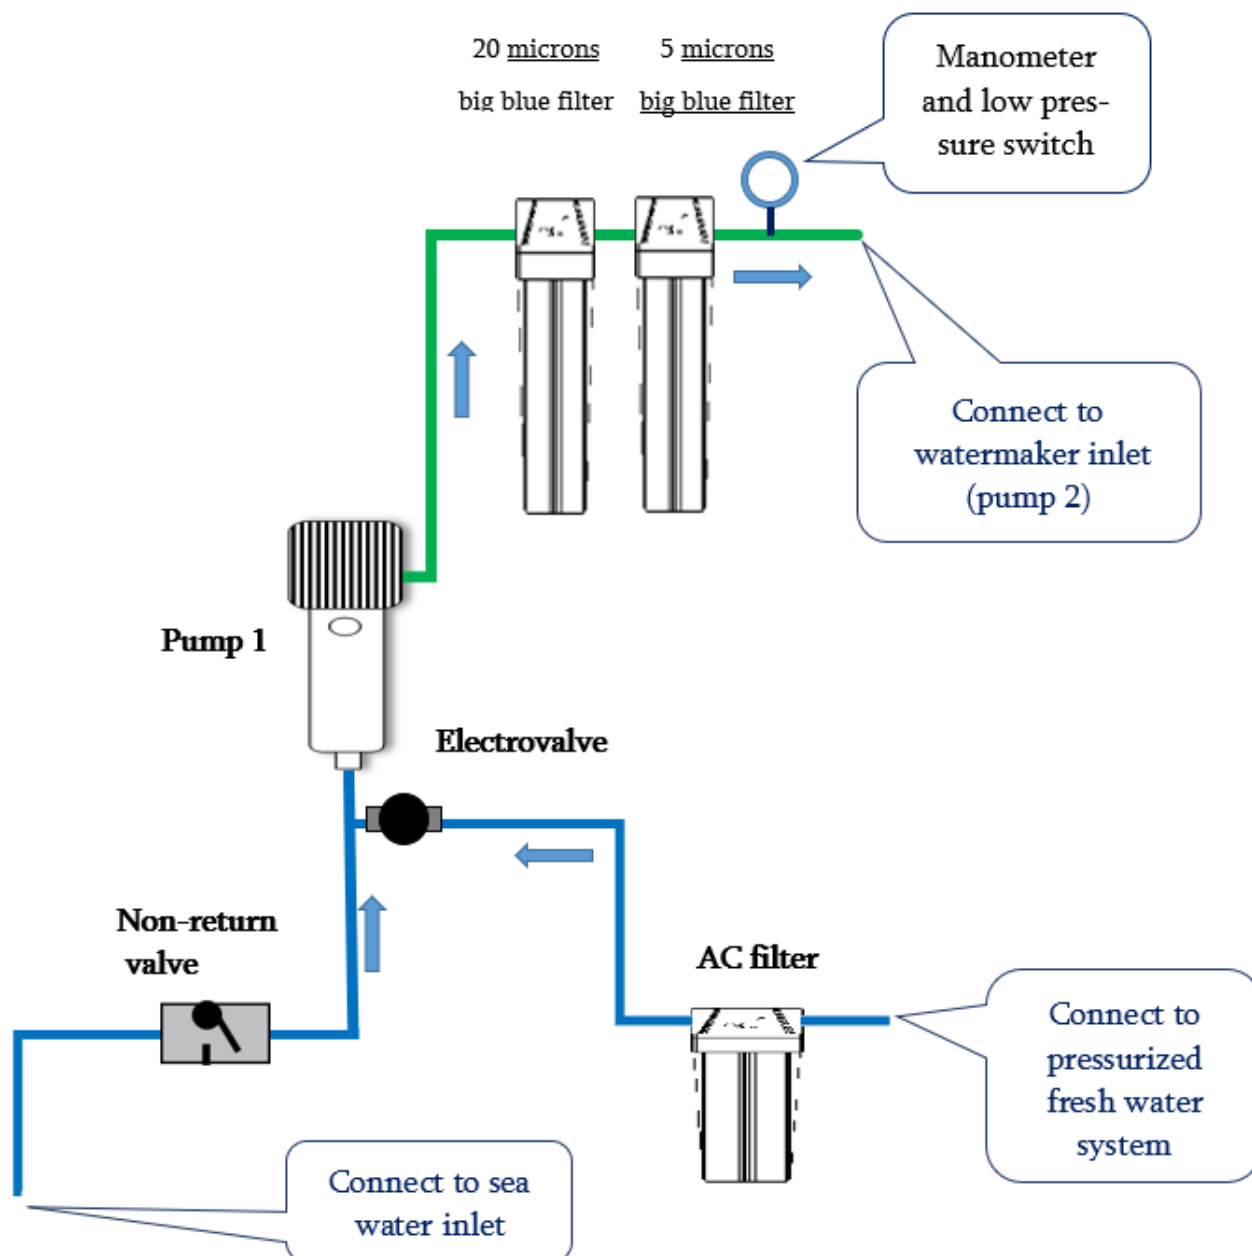 20 microns
big blue filter
5 microns
big blue filter
Manometer
and low pres-
sure switch
Connect to
watermaker inlet
(pump 2)
Pump 1
Electrovalve
Non-return
valve
AC filter
Connect to
pressurized
fresh water
system
Connect to sea
water inlet